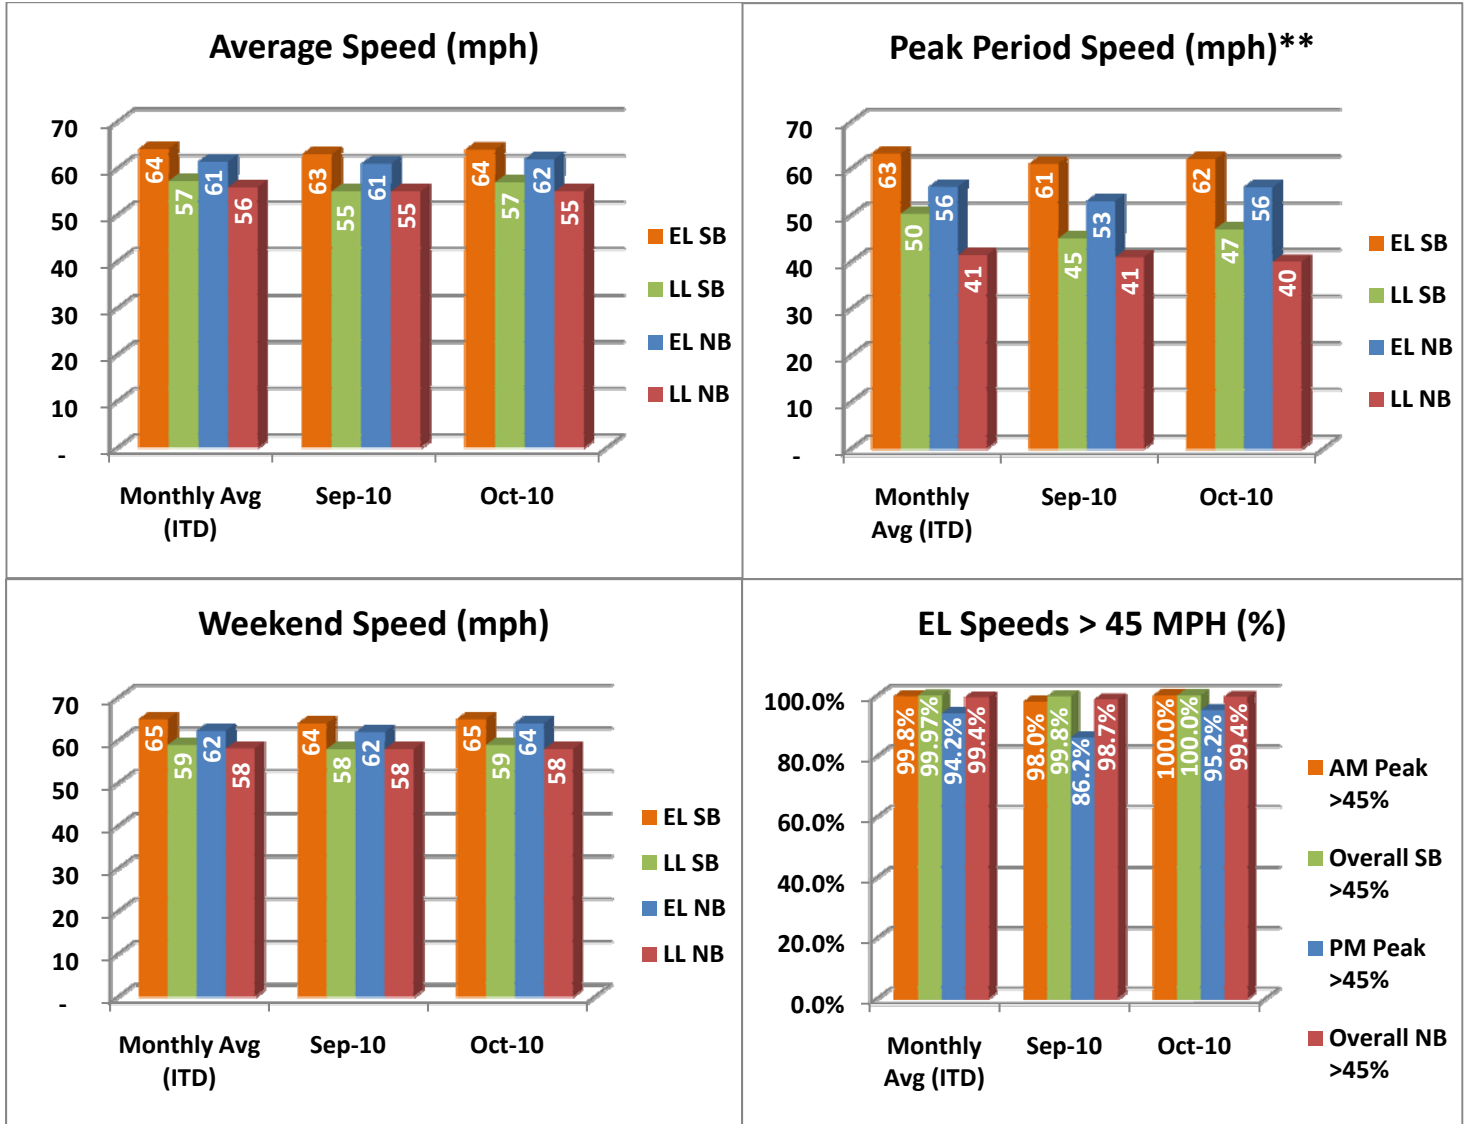 Average Speed (mph)
70
60
50
40
30
20
10
-
64
57
61
56
63
55
61
55
64
57
62
55
Monthly Avg
(ITD)
Sep-10
Oct-10
EL SB
LL SB
EL NB
LL NB
Peak Period Speed (mph)**
70
60
50
40
30
20
10
-
63
50
56
41
61
45
53
41
62
47
56
40
Monthly
Avg (ITD)
Sep-10
Oct-10
EL SB
LL SB
EL NB
LL NB
Weekend Speed (mph)
70
60
50
40
30
20
10
-
65
59
62
58
64
58
62
58
65
59
64
58
Monthly Avg
(ITD)
Sep-10
Oct-10
EL SB
LL SB
EL NB
LL NB
EL Speeds > 45 MPH (%)
100.0%
80.0%
60.0%
40.0%
20.0%
0.0%
99.8%
99.97%
94.2%
99.4%
98.0%
99.8%
86.2%
98.7%
100.0%
100.0%
95.2%
99.4%
Monthly
Avg (ITD)
Sep-10
Oct-10
AM Peak
>45%
Overall SB
>45%
PM Peak
>45%
Overall NB
>45%